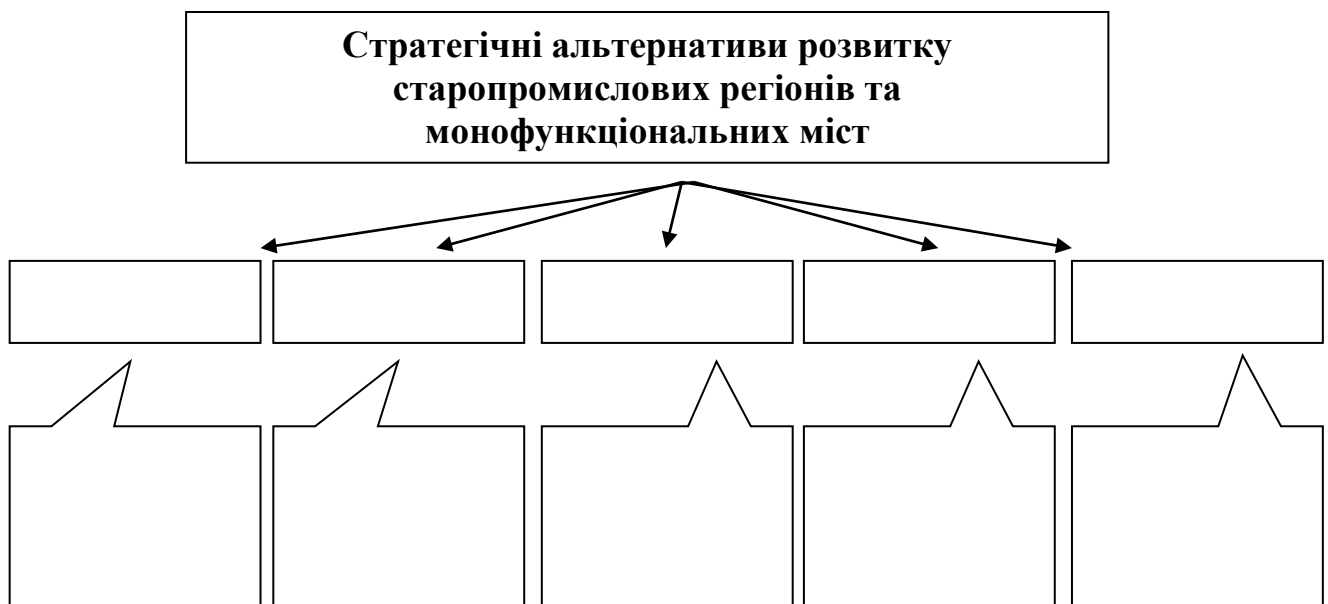 Стратегічні альтернативи розвитку
старопромислових регіонів та
монофункціональних міст